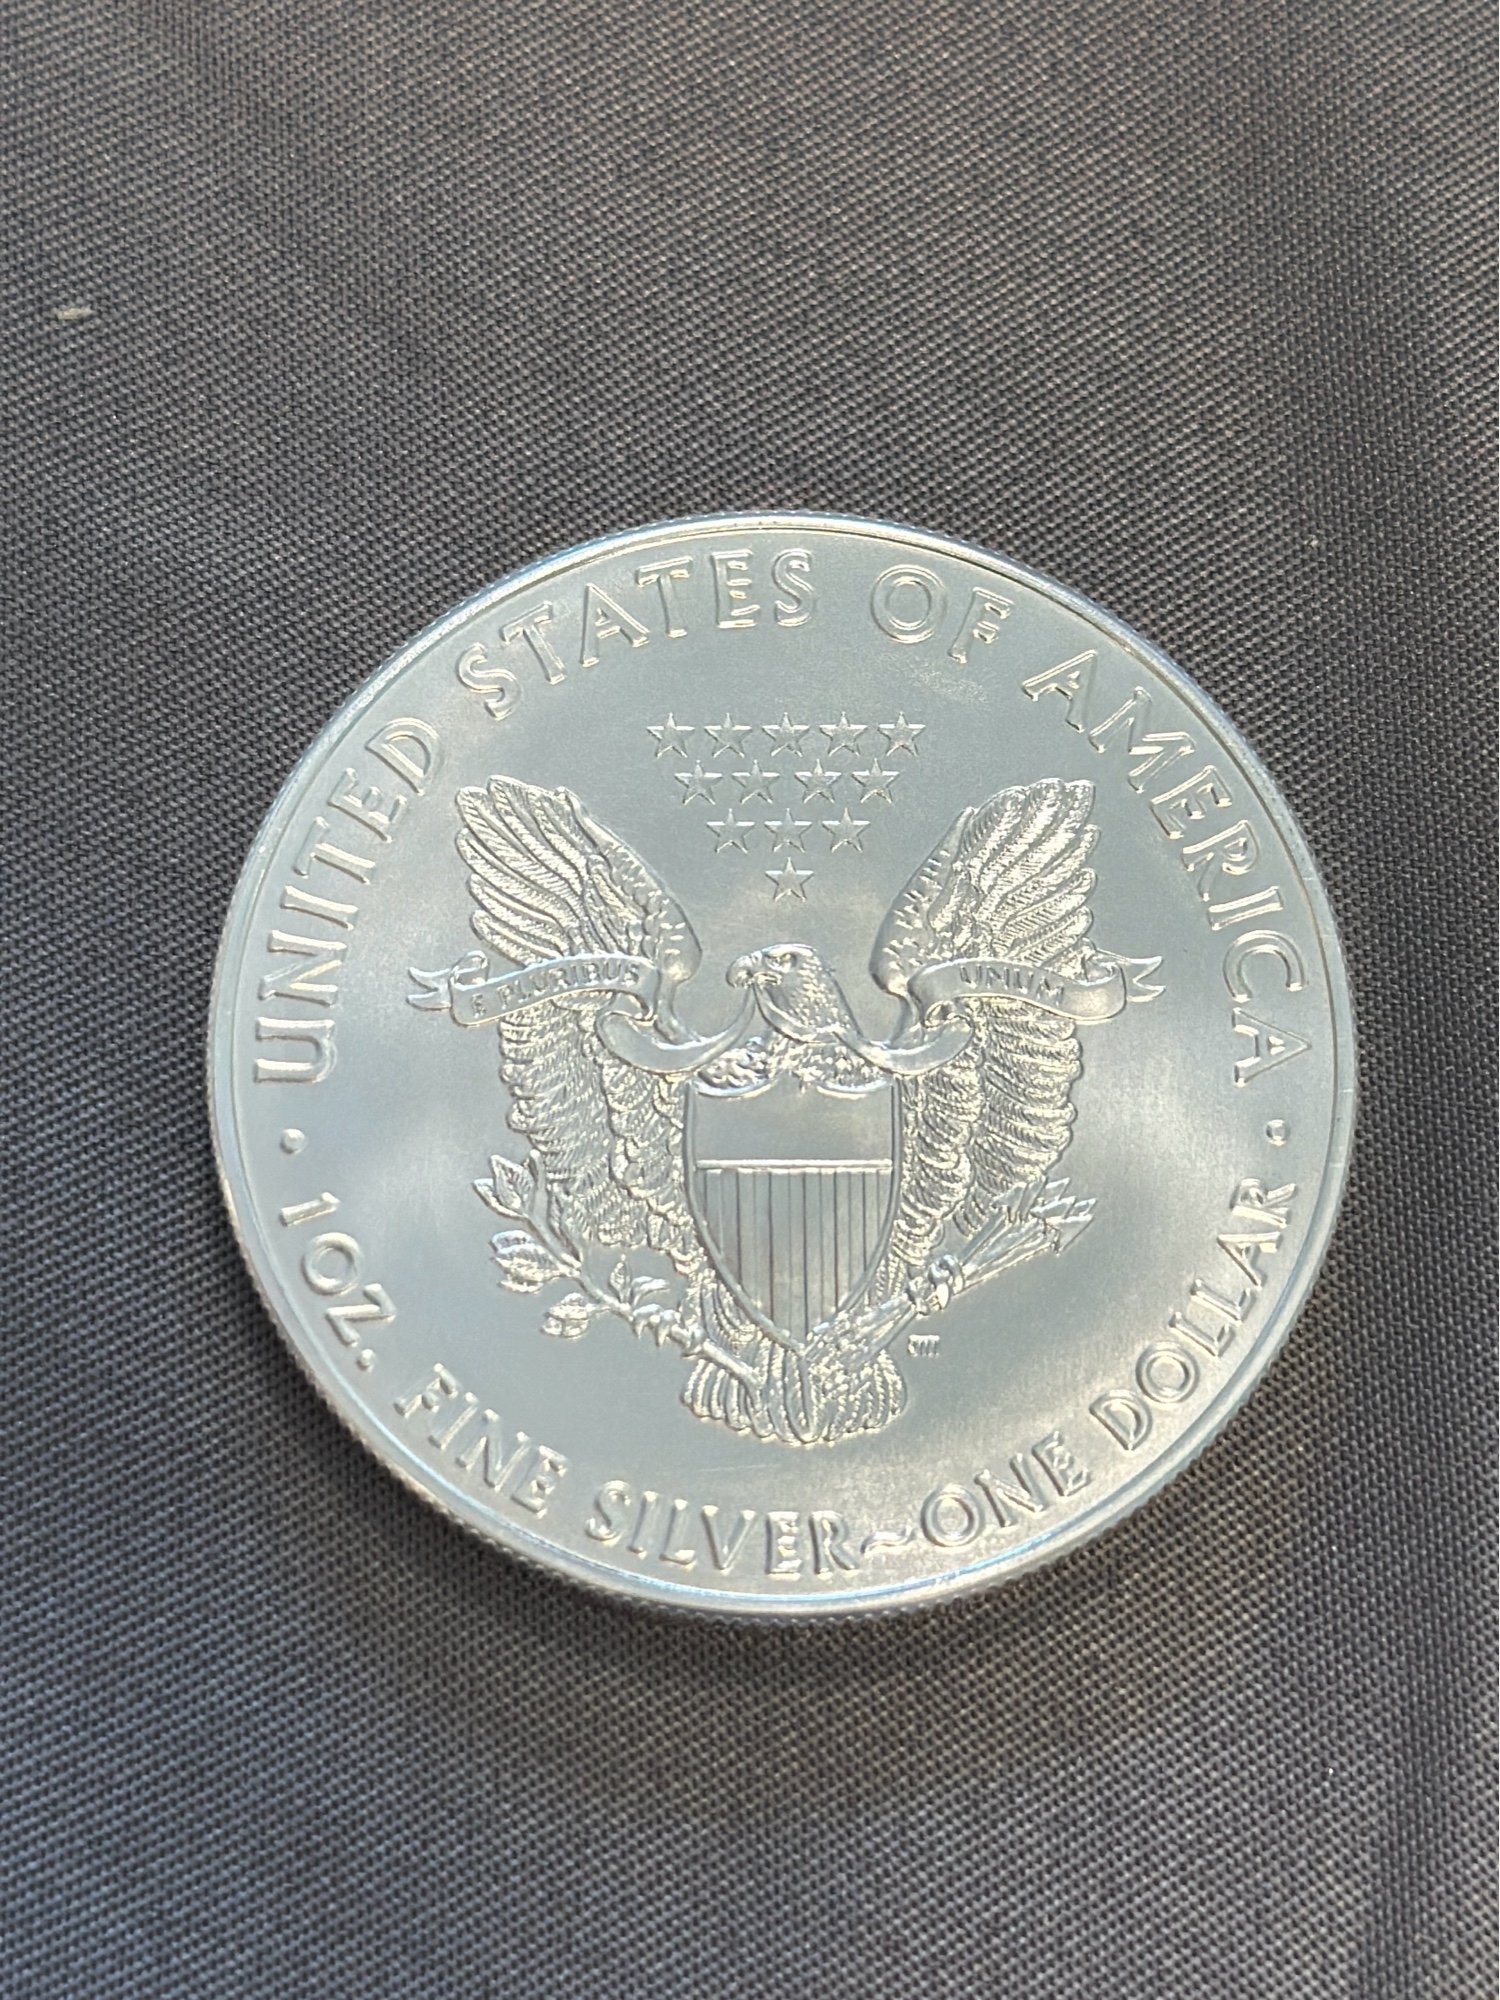 UNITED STATES OF AMERICA
E PLURIBUS UNUM
1 OZ. FINE SILVER~ONE DOLLAR